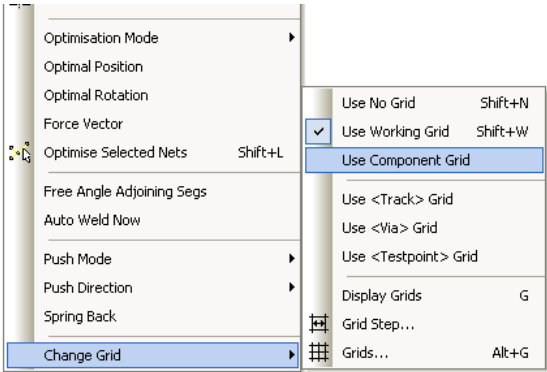 Optimisation Mode
Optimal Position
Optimal Rotation
Force Vector
Optimise Selected Nets Shift+L
Free Angle Adjoining Segs
Auto Weld Now
Push Mode
Push Direction
Spring Back
Change Grid
Use No Grid Shift+N
Use Working Grid Shift+W
Use Component Grid
Use <Track> Grid
Use <Via> Grid
Use <Testpoint> Grid
Display Grids G
Grid Step...
Grids... Alt+G